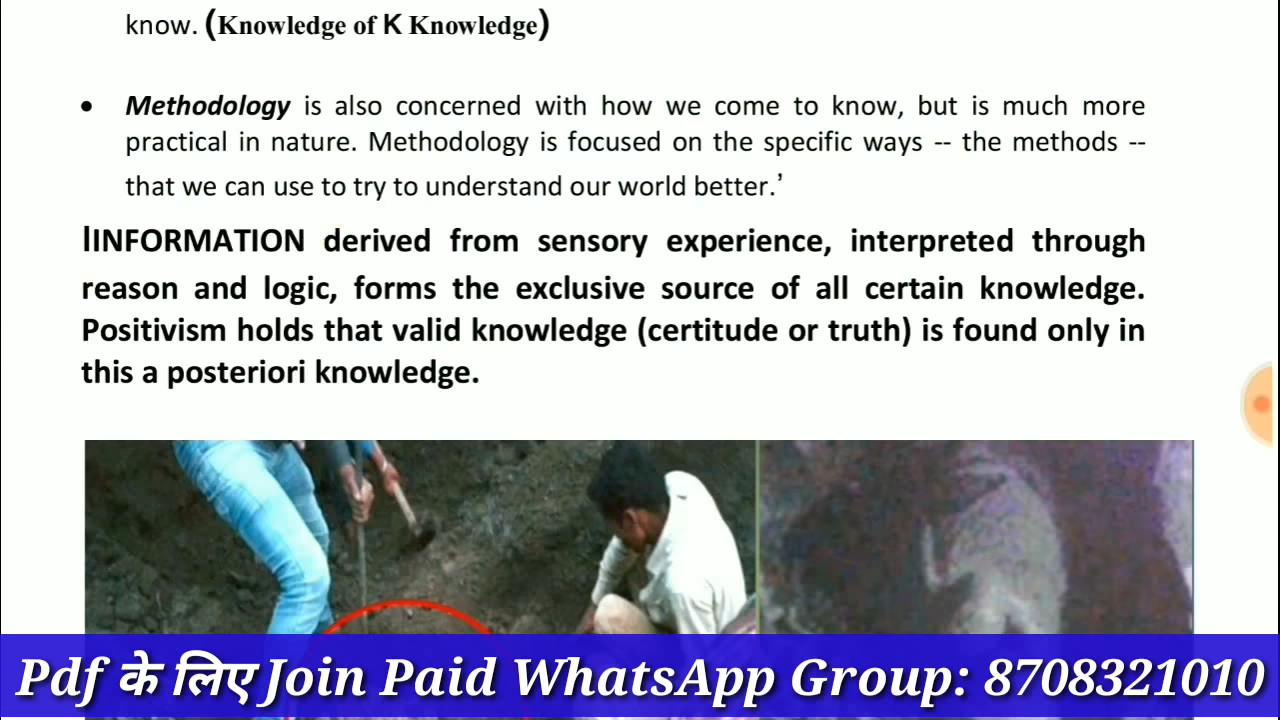 know. (Knowledge of K Knowledge)
• Methodology is also concerned with how we come to know, but is much more
practical in nature. Methodology is focused on the specific ways -- the methods --
that we can use to try to understand our world better.’
IINFORMATION derived from sensory experience, interpreted through
reason and logic, forms the exclusive source of all certain knowledge.
Positivism holds that valid knowledge (certitude or truth) is found only in
this a posteriori knowledge.
Pdf के लिए Join Paid WhatsApp Group: 8708321010